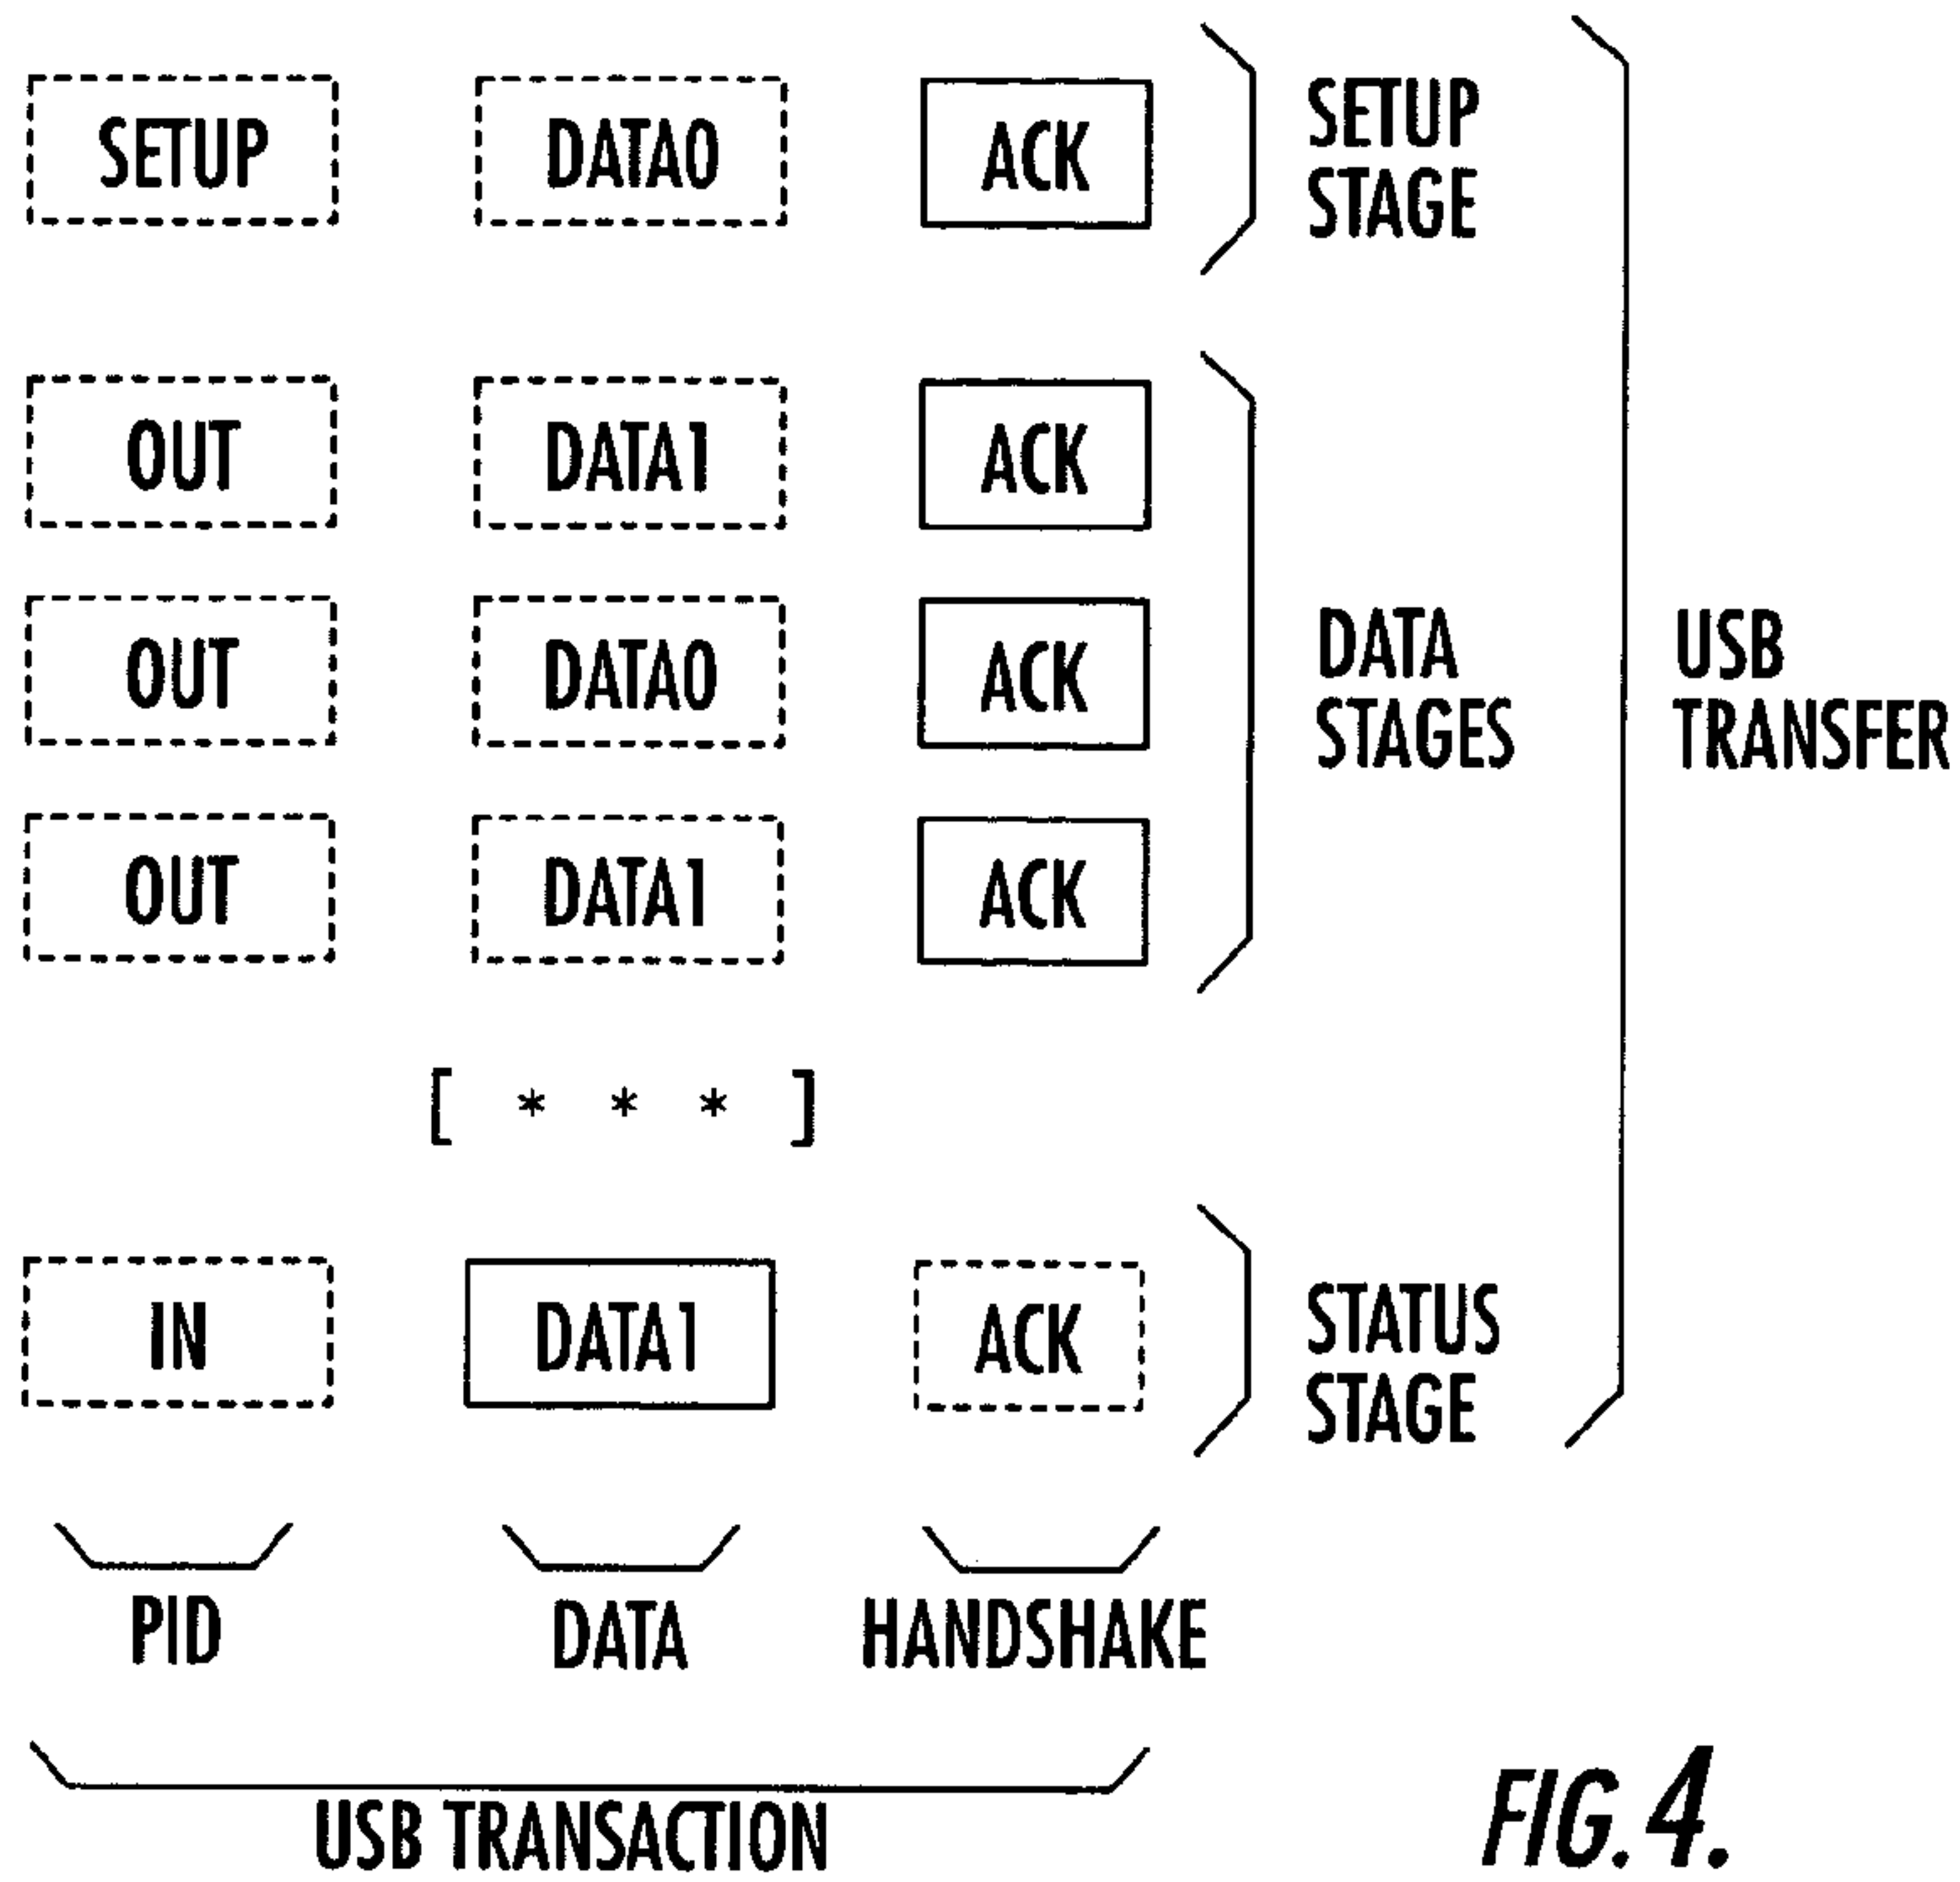 SETUP DATA0 ACK
SETUP
STAGE
OUT DATA1 ACK
OUT DATA0 ACK
DATA
STAGES
USB
TRANSFER
OUT DATA1 ACK
[ * * * ]
IN DATA1 ACK
STATUS
STAGE
PID DATA HANDSHAKE
USB TRANSACTION
FIG.4.